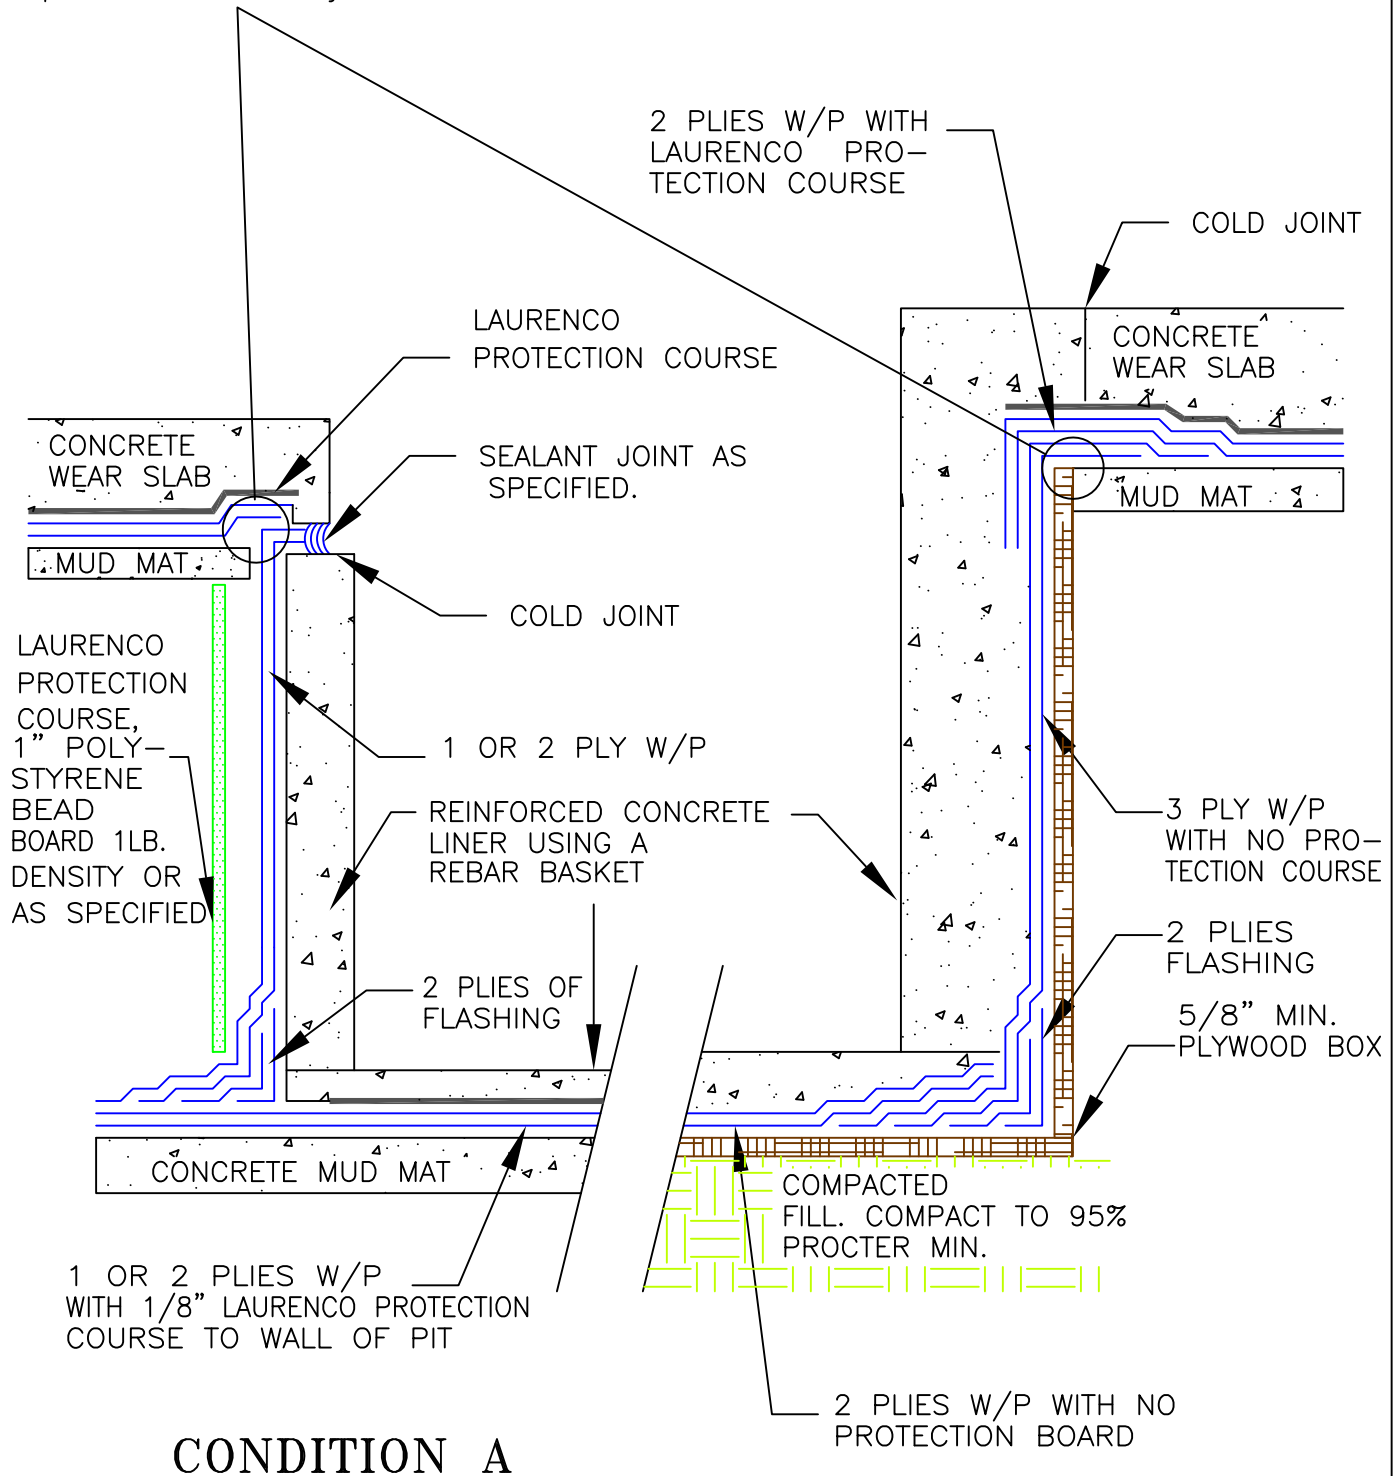 2 PLIES W/P WITH
LAURENCO PRO-
TECTION COURSE
COLD JOINT
LAURENCO
PROTECTION COURSE
CONCRETE
WEAR SLAB
CONCRETE
WEAR SLAB
SEALANT JOINT AS
SPECIFIED.
MUD MAT
MUD MAT
COLD JOINT
LAURENCO
PROTECTION
COURSE,
1" POLY-
STYRENE
BEAD
BOARD 1LB.
DENSITY OR
AS SPECIFIED
1 OR 2 PLY W/P
REINFORCED CONCRETE
LINER USING A
REBAR BASKET
3 PLY W/P
WITH NO PRO-
TECTION COURSE
2 PLIES
FLASHING
2 PLIES OF
FLASHING
5/8" MIN.
PLYWOOD BOX
CONCRETE MUD MAT
COMPACTED
FILL. COMPACT TO 95%
PROCTER MIN.
1 OR 2 PLIES W/P
WITH 1/8" LAURENCO PROTECTION
COURSE TO WALL OF PIT
2 PLIES W/P WITH NO
PROTECTION BOARD
CONDITION A